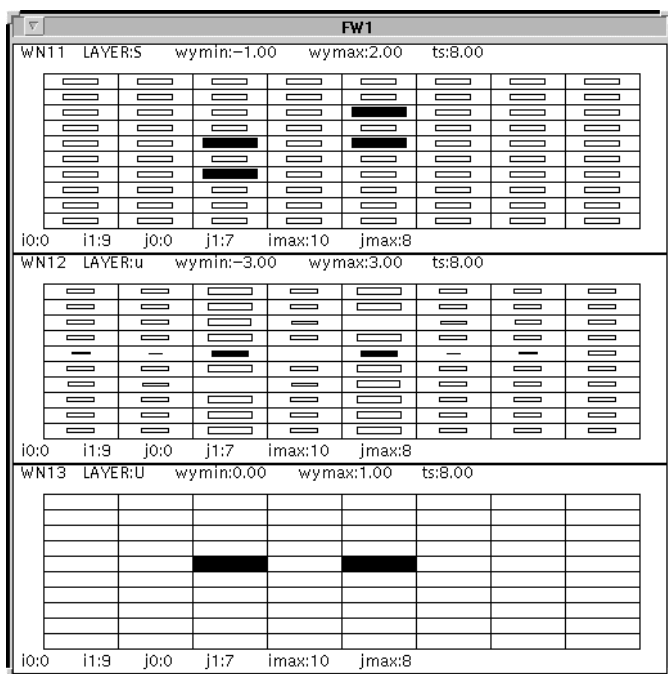 FW1
WN11 LAYER:S wymin:−1.00 wymax:2.00 ts:8.00
i0:0 i1:9 j0:0 j1:7 imax:10 jmax:8
WN12 LAYER:u wymin:−3.00 wymax:3.00 ts:8.00
i0:0 i1:9 j0:0 j1:7 imax:10 jmax:8
WN13 LAYER:U wymin:0.00 wymax:1.00 ts:8.00
i0:0 i1:9 j0:0 j1:7 imax:10 jmax:8